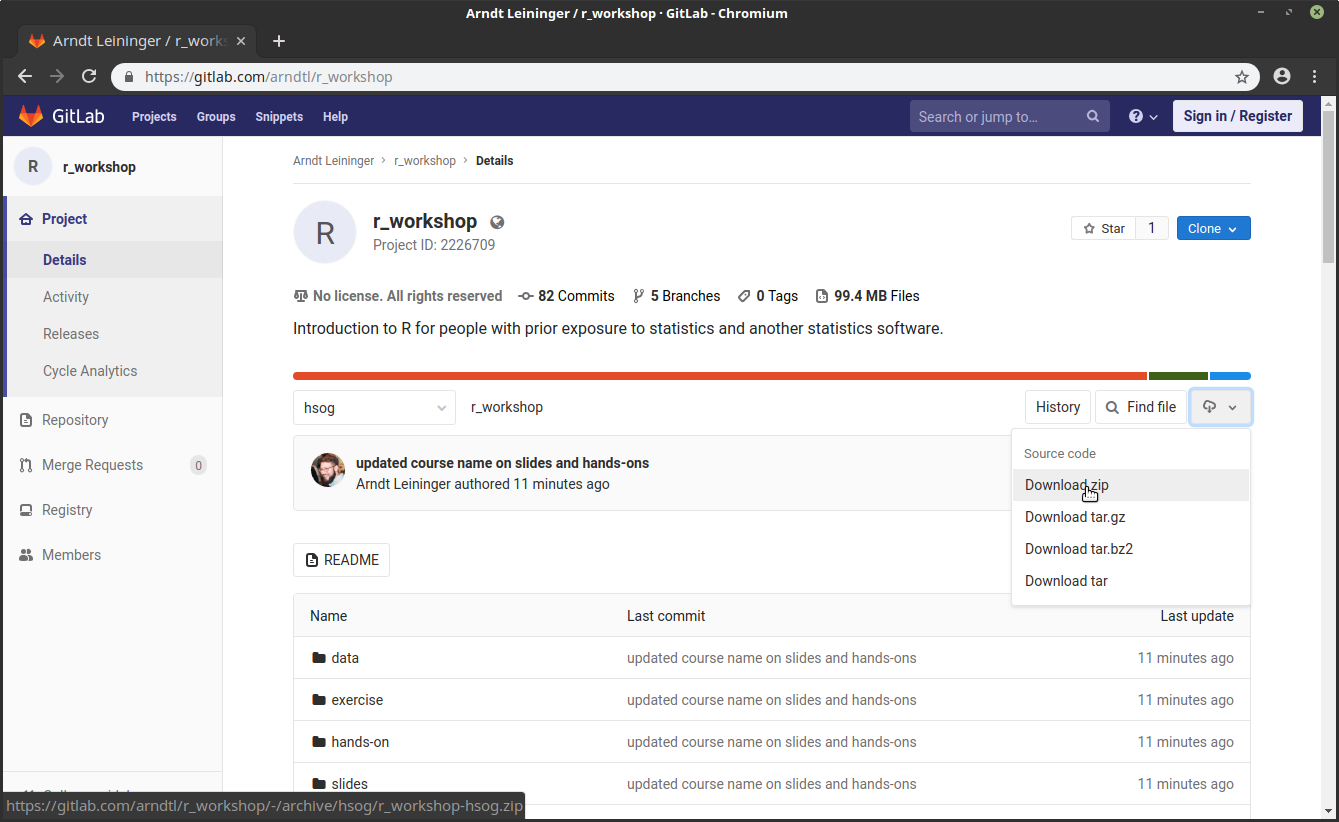 Arndt Leininger / r_workshop · GitLab - Chromium
Arndt Leininger / r_works
https://gitlab.com/arndtl/r_workshop
GitLab Projects Groups Snippets Help Search or jump to… Sign in / Register
R r_workshop
Project
Details
Activity
Releases
Cycle Analytics
Repository
Merge Requests 0
Registry
Members
Arndt Leininger > r_workshop > Details
R
r_workshop
Project ID: 2226709
Star 1 Clone
No license. All rights reserved 82 Commits 5 Branches 0 Tags 99.4 MB Files
Introduction to R for people with prior exposure to statistics and another statistics software.
hsog r_workshop History Find file
Source code
Download zip
Download tar.gz
Download tar.bz2
Download tar
updated course name on slides and hands-ons
Arndt Leininger authored 11 minutes ago
README
Name Last commit Last update
data updated course name on slides and hands-ons 11 minutes ago
exercise updated course name on slides and hands-ons 11 minutes ago
hands-on updated course name on slides and hands-ons 11 minutes ago
slides updated course name on slides and hands-ons 11 minutes ago
https://gitlab.com/arndtl/r_workshop/-/archive/hsog/r_workshop-hsog.zip